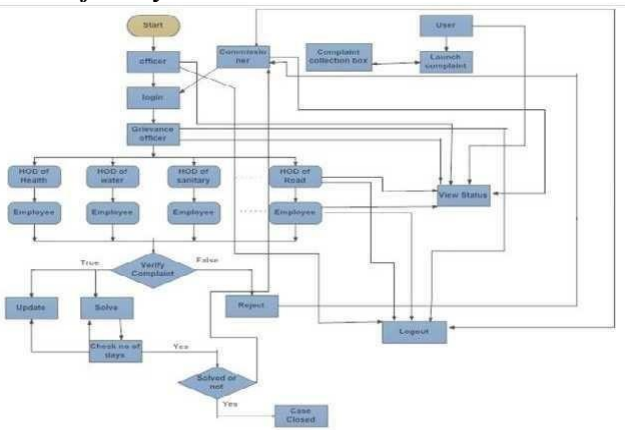 Start
User
officer
Commissio
ner
Complaint
collection box
Launch
complaint
login
Grievance
officer
HOD of
Health
HOD of
water
HOD of
sanitary
HOD of
Road
View Status
Employee
Employee
Employee
Employee
True
Verify
Complaint
False
Update
Solve
Reject
Logout
Check no of
days
Yes
Solved or
not
Yes
Case
Closed